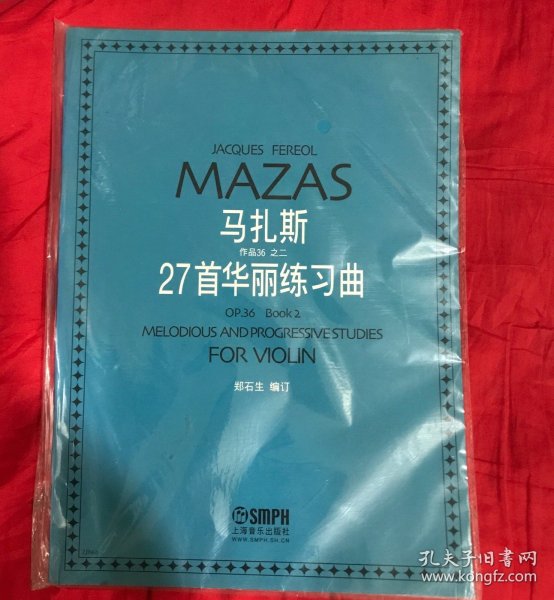 JACQUES FEREOL
MAZAS
马扎斯
作品36 之二
27首华丽练习曲
OP.36 Book 2
MELODIOUS AND PROGRESSIVE STUDIES
FOR VIOLIN
郑石生 编订
SMPH
上海音乐出版社
WWW.SMPH.SH.CN
孔夫子旧书网
www.kongfz.com